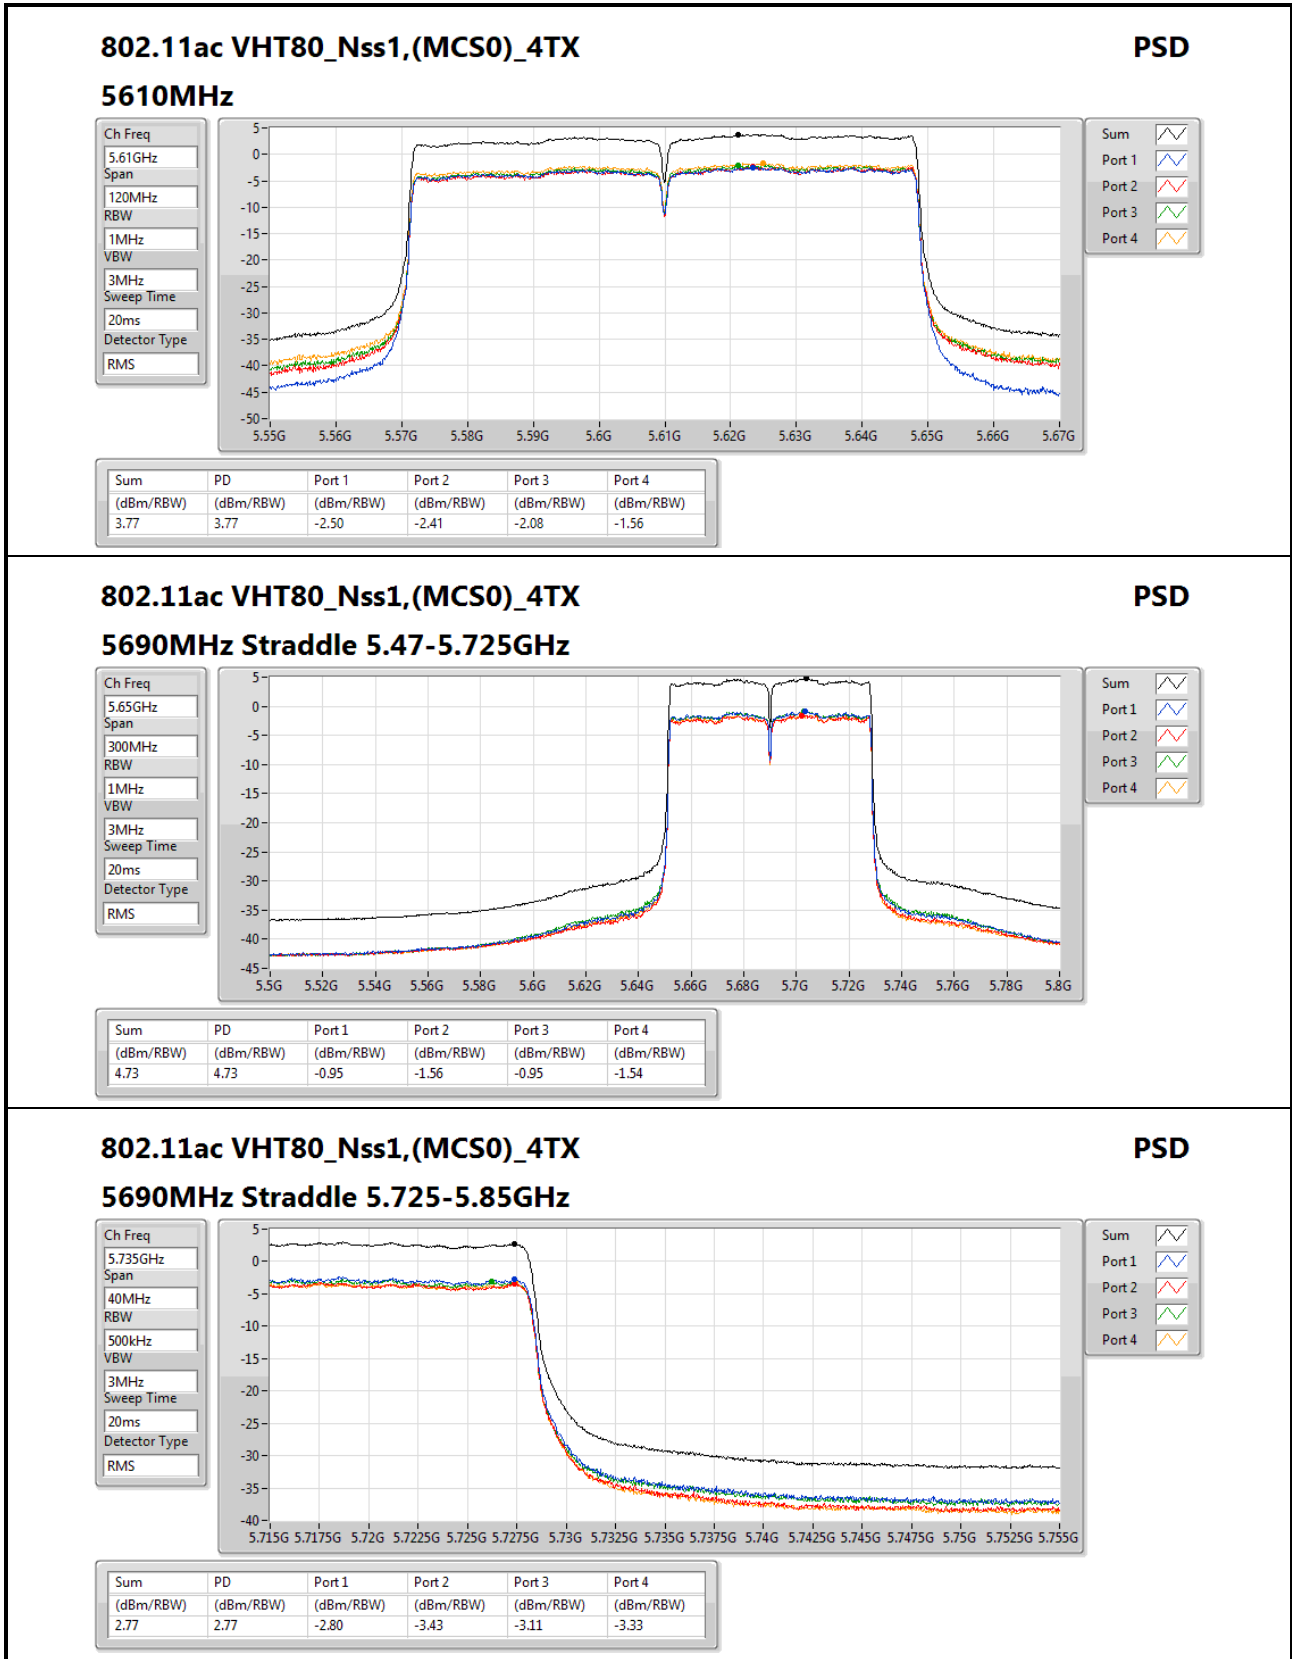 802.11ac VHT80_Nss1,(MCS0)_4TX PSD
5610MHz
Ch Freq
5.61GHz
Span
120MHz
RBW
1MHz
VBW
3MHz
Sweep Time
20ms
Detector Type
RMS
5
0
-5
-10
-15
-20
-25
-30
-35
-40
-45
-50
5.55G 5.56G 5.57G 5.58G 5.59G 5.6G 5.61G 5.62G 5.63G 5.64G 5.65G 5.66G 5.67G
Sum
Port 1
Port 2
Port 3
Port 4
Sum PD Port 1 Port 2 Port 3 Port 4
(dBm/RBW) (dBm/RBW) (dBm/RBW) (dBm/RBW) (dBm/RBW) (dBm/RBW)
3.77 3.77 -2.50 -2.41 -2.08 -1.56
802.11ac VHT80_Nss1,(MCS0)_4TX PSD
5690MHz Straddle 5.47-5.725GHz
Ch Freq
5.65GHz
Span
300MHz
RBW
1MHz
VBW
3MHz
Sweep Time
20ms
Detector Type
RMS
5
0
-5
-10
-15
-20
-25
-30
-35
-40
-45
5.5G 5.52G 5.54G 5.56G 5.58G 5.6G 5.62G 5.64G 5.66G 5.68G 5.7G 5.72G 5.74G 5.76G 5.78G 5.8G
Sum
Port 1
Port 2
Port 3
Port 4
Sum PD Port 1 Port 2 Port 3 Port 4
(dBm/RBW) (dBm/RBW) (dBm/RBW) (dBm/RBW) (dBm/RBW) (dBm/RBW)
4.73 4.73 -0.95 -1.56 -0.95 -1.54
802.11ac VHT80_Nss1,(MCS0)_4TX PSD
5690MHz Straddle 5.725-5.85GHz
Ch Freq
5.735GHz
Span
40MHz
RBW
500kHz
VBW
3MHz
Sweep Time
20ms
Detector Type
RMS
5
0
-5
-10
-15
-20
-25
-30
-35
-40
5.715G 5.7175G 5.72G 5.7225G 5.725G 5.7275G 5.73G 5.7325G 5.735G 5.7375G 5.74G 5.7425G 5.745G 5.7475G 5.75G 5.7525G 5.755G
Sum
Port 1
Port 2
Port 3
Port 4
Sum PD Port 1 Port 2 Port 3 Port 4
(dBm/RBW) (dBm/RBW) (dBm/RBW) (dBm/RBW) (dBm/RBW) (dBm/RBW)
2.77 2.77 -2.80 -3.43 -3.11 -3.33